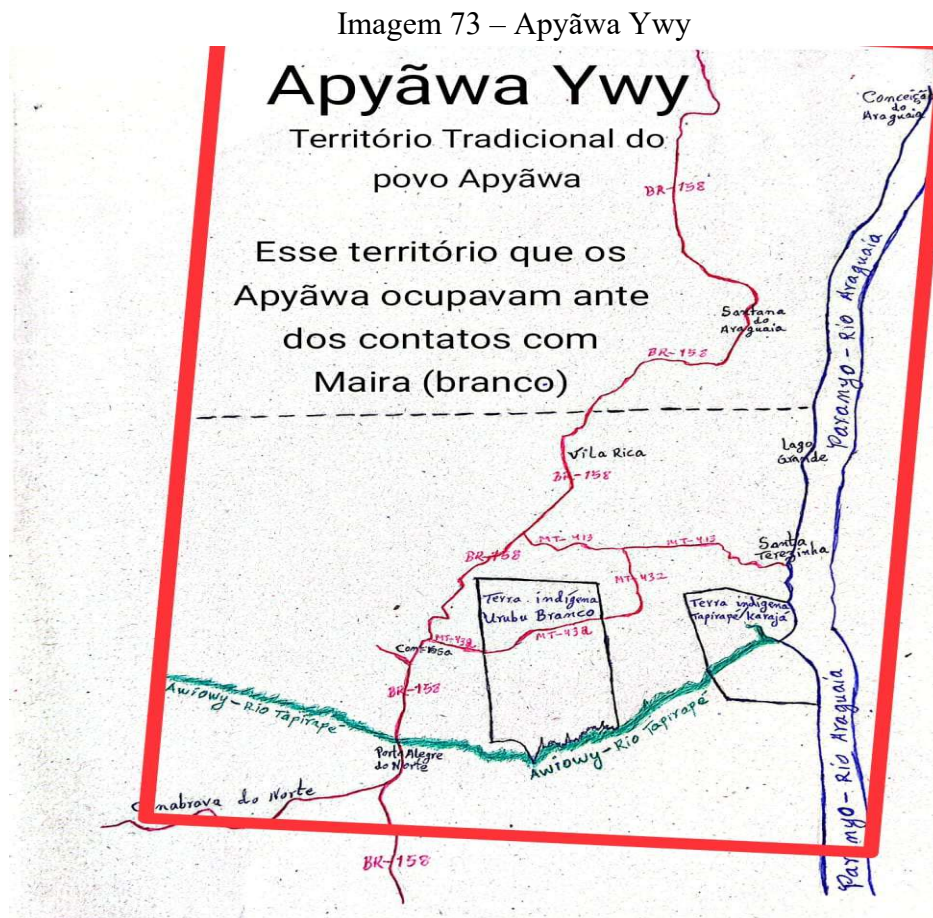 Imagem 73 – Apyãwa Ywy
Apyãwa Ywy
Território Tradicional do
povo Apyãwa
Esse território que os
Apyãwa ocupavam ante
dos contatos com
Maira (branco)
Conceição
do
Araguaia
BR-158
Paramyo - Rio Araguaia
Santana
do
Araguaia
BR-158
Lago
Grande
Vila Rica
BR-158
MT-413
MT-413
Santa
Terezinha
BR-158
MT-432
Terra indígena
Urubu Branco
Terra indígena
Tapirapé/Karajá
MT-432
MT-432
Confresa
BR-158
Awiowy - Rio Tapirapé
Porto Alegre
do Norte
Awiowy - Rio Tapirapé
Paramyo - Rio Araguaia
Canabrava do Norte
BR-158